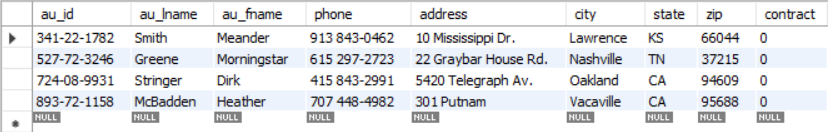 au_id au_lname au_fname phone address city state zip contract
341-22-1782 Smith Meander 913 843-0462 10 Mississippi Dr. Lawrence KS 66044 0
527-72-3246 Greene Morningstar 615 297-2723 22 Graybar House Rd. Nashville TN 37215 0
724-08-9931 Stringer Dirk 415 843-2991 5420 Telegraph Av. Oakland CA 94609 0
893-72-1158 McBadden Heather 707 448-4982 301 Putnam Vacaville CA 95688 0
NULL NULL NULL NULL NULL NULL NULL NULL NULL